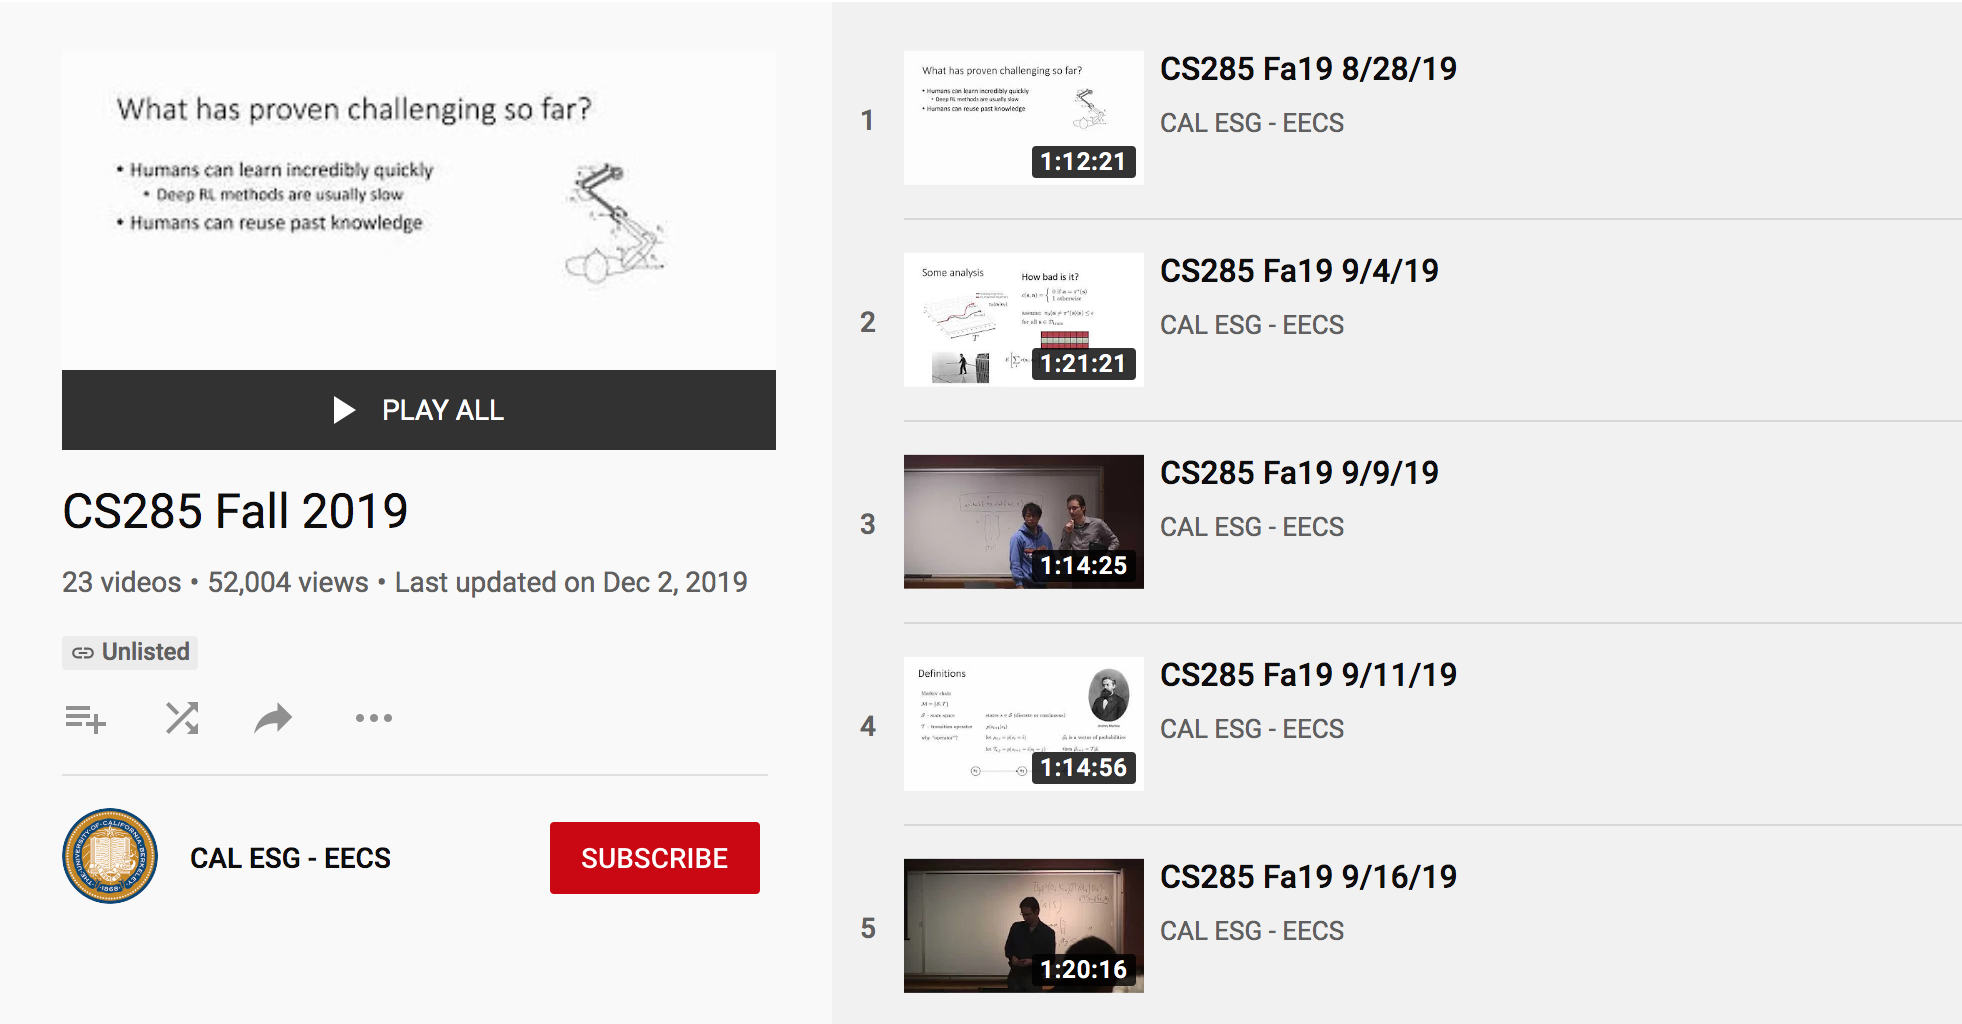 What has proven challenging so far?
• Humans can learn incredibly quickly
• Deep RL methods are usually slow
• Humans can reuse past knowledge
PLAY ALL
CS285 Fall 2019
23 videos • 52,004 views • Last updated on Dec 2, 2019
Unlisted
CAL ESG - EECS
SUBSCRIBE
1
What has proven challenging so far?
• Humans can learn incredibly quickly
• Deep RL methods are usually slow
• Humans can reuse past knowledge
1:12:21
CS285 Fa19 8/28/19
CAL ESG - EECS
2
Some analysis
How bad is it?
1:21:21
CS285 Fa19 9/4/19
CAL ESG - EECS
3
1:14:25
CS285 Fa19 9/9/19
CAL ESG - EECS
4
Definitions
Markov chain
1:14:56
CS285 Fa19 9/11/19
CAL ESG - EECS
5
1:20:16
CS285 Fa19 9/16/19
CAL ESG - EECS